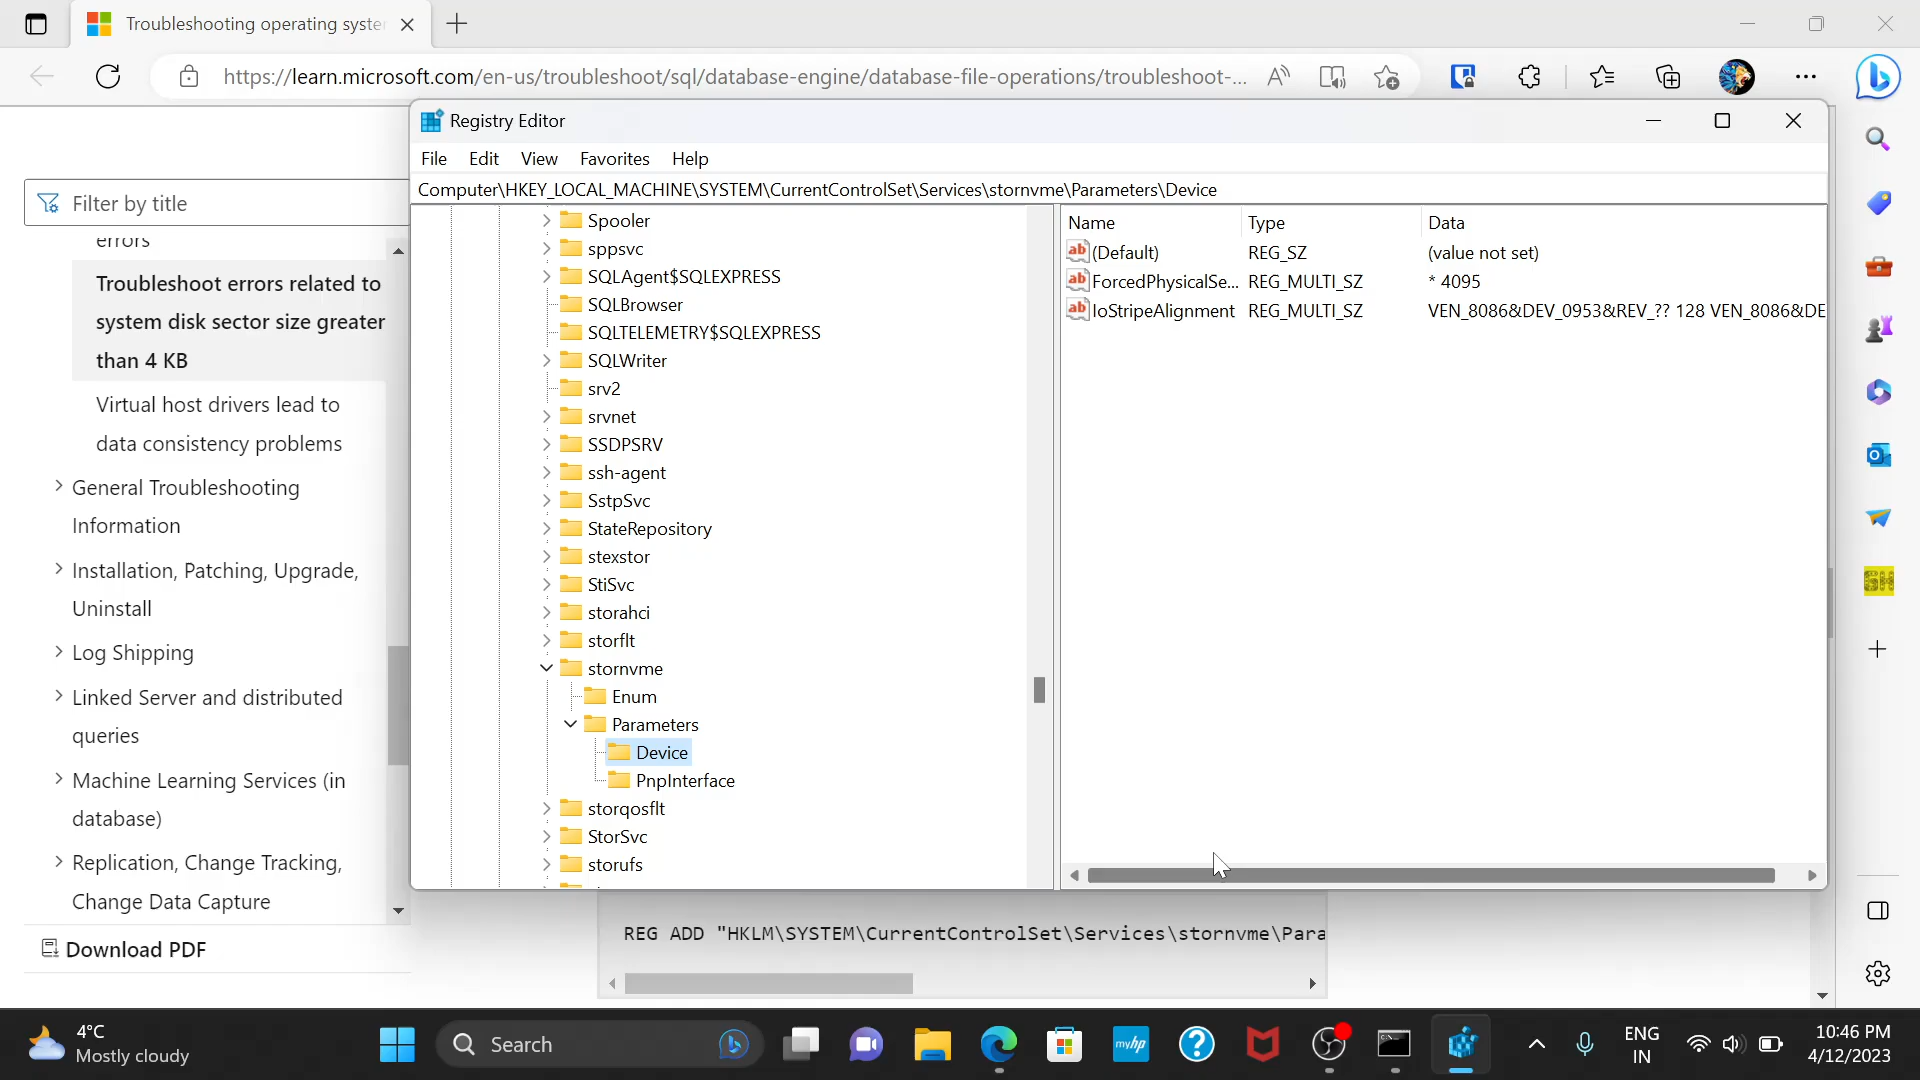 Troubleshooting operating syste
https://learn.microsoft.com/en-us/troubleshoot/sql/database-engine/database-file-operations/troubleshoot-...
Filter by title
errors
Troubleshoot errors related to
system disk sector size greater
than 4 KB
Virtual host drivers lead to
data consistency problems
General Troubleshooting
Information
Installation, Patching, Upgrade,
Uninstall
Log Shipping
Linked Server and distributed
queries
Machine Learning Services (in
database)
Replication, Change Tracking,
Change Data Capture
Download PDF
Registry Editor
File Edit View Favorites Help
Computer\HKEY_LOCAL_MACHINE\SYSTEM\CurrentControlSet\Services\stornvme\Parameters\Device
Spooler
sppsvc
SQLAgent$SQLEXPRESS
SQLBrowser
SQLTELEMETRY$SQLEXPRESS
SQLWriter
srv2
srvnet
SSDPSRV
ssh-agent
SstpSvc
StateRepository
stexstor
StiSvc
storahci
storflt
stornvme
Enum
Parameters
Device
PnpInterface
storqosflt
StorSvc
storufs
Name Type Data
ab (Default) REG_SZ (value not set)
ab ForcedPhysicalSe... REG_MULTI_SZ * 4095
ab IoStripeAlignment REG_MULTI_SZ VEN_8086&DEV_0953&REV_?? 128 VEN_8086&DE
REG ADD "HKLM\SYSTEM\CurrentControlSet\Services\stornvme\Para
4°C
Mostly cloudy
Search
myhp
ENG
IN
10:46 PM
4/12/2023